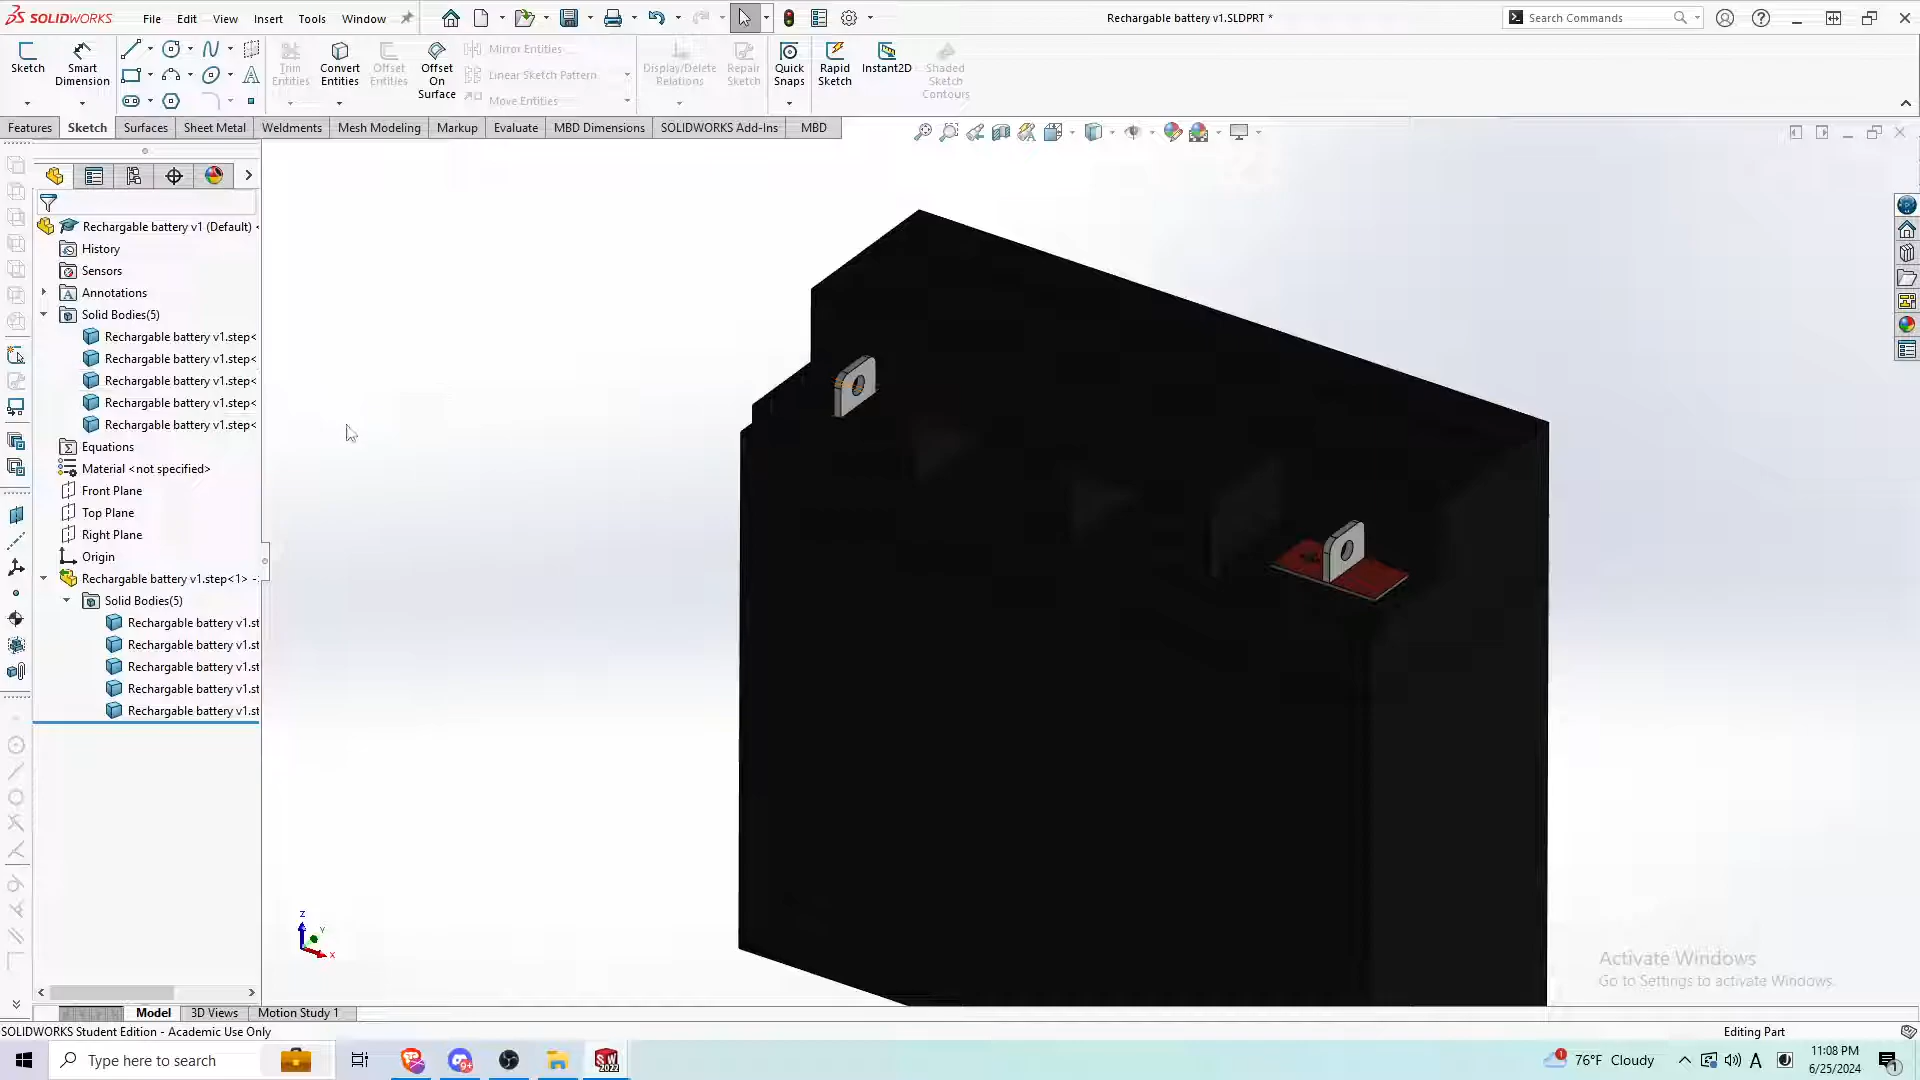 SOLIDWORKS File Edit View Insert Tools Window Rechargable battery v1.SLDPRT * Search Commands
Sketch Smart Dimension Trim Entities Convert Entities Offset Entities Offset On Surface Mirror Entities Linear Sketch Pattern Move Entities Display/Delete Relations Repair Sketch Quick Snaps Rapid Sketch Instant2D Shaded Sketch Contours
Features Sketch Surfaces Sheet Metal Weldments Mesh Modeling Markup Evaluate MBD Dimensions SOLIDWORKS Add-Ins MBD
Rechargable battery v1 (Default) <
History
Sensors
Annotations
Solid Bodies(5)
Rechargable battery v1.step<
Rechargable battery v1.step<
Rechargable battery v1.step<
Rechargable battery v1.step<
Rechargable battery v1.step<
Equations
Material <not specified>
Front Plane
Top Plane
Right Plane
Origin
Rechargable battery v1.step<1> -
Solid Bodies(5)
Rechargable battery v1.st
Rechargable battery v1.st
Rechargable battery v1.st
Rechargable battery v1.st
Rechargable battery v1.st
Z
Y
X
Activate Windows
Go to Settings to activate Windows.
Model 3D Views Motion Study 1
SOLIDWORKS Student Edition - Academic Use Only Editing Part
Type here to search 9+ SW 2022 1 76°F Cloudy A 11:08 PM
6/25/2024 1